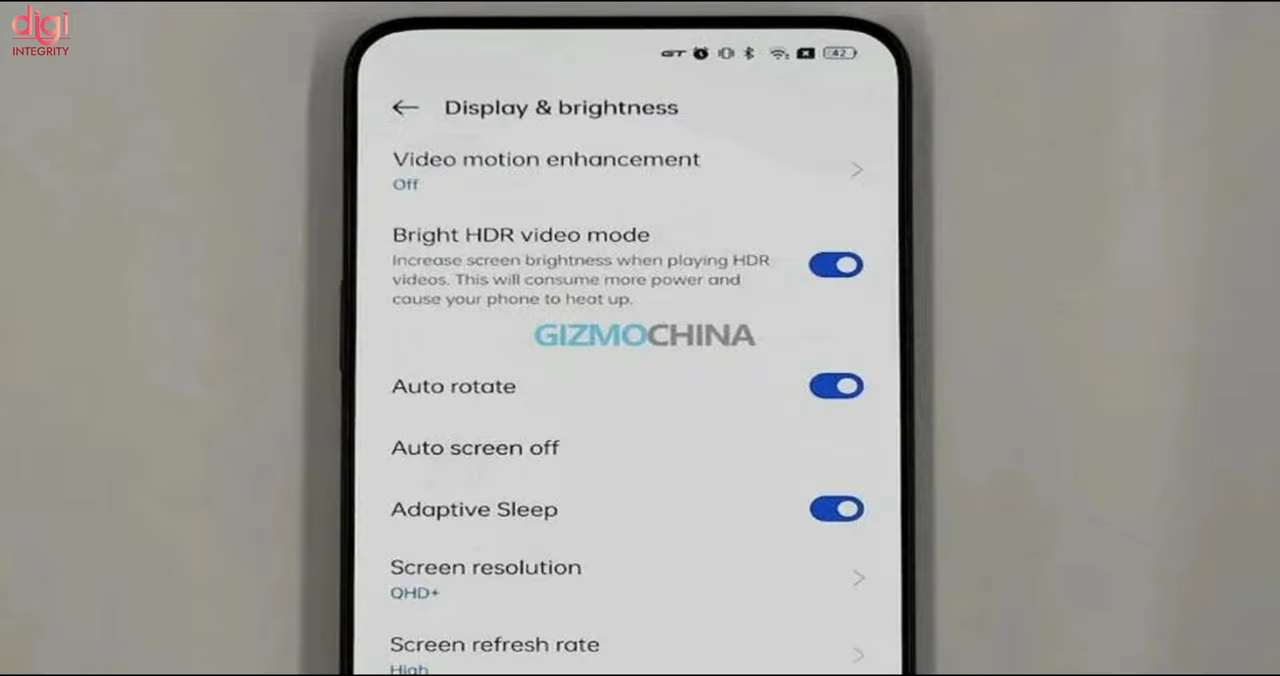 digi
INTEGRITY
GT 42
Display & brightness
Video motion enhancement
Off
Bright HDR video mode
Increase screen brightness when playing HDR
videos. This will consume more power and
cause your phone to heat up.
GIZMOCHINA
Auto rotate
Auto screen off
Adaptive Sleep
Screen resolution
QHD+
Screen refresh rate
High